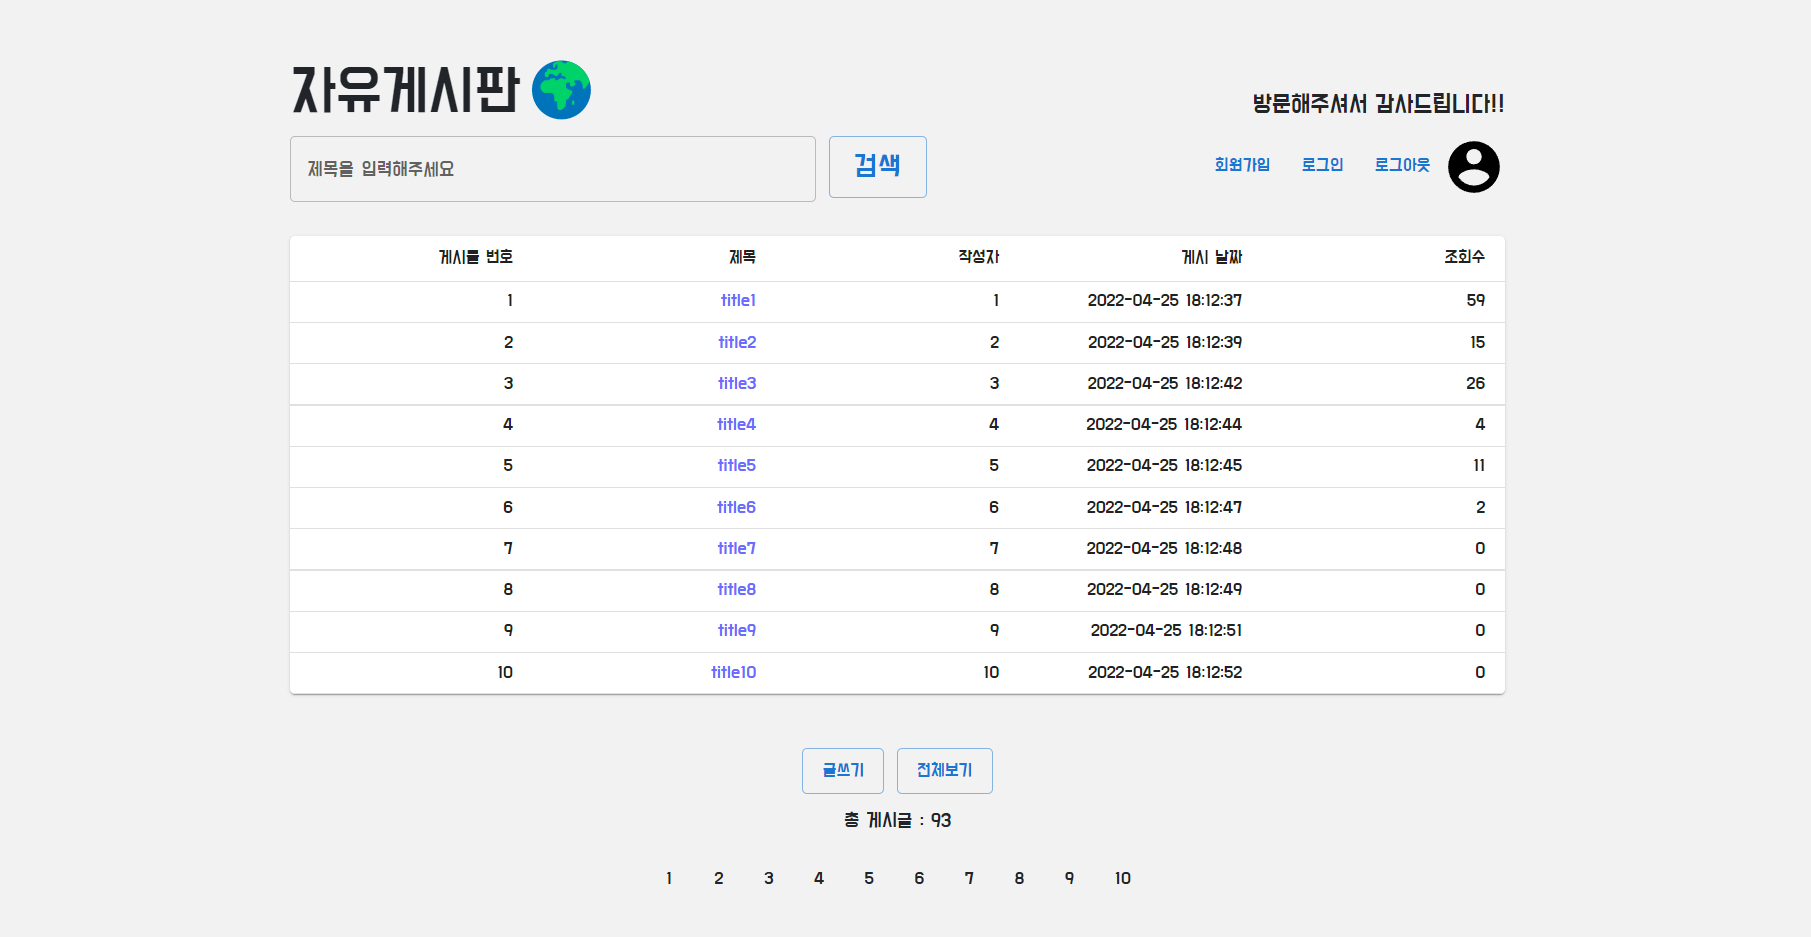 자유게시판
방문해주셔서 감사드립니다!!
제목을 입력해주세요 검색 회원가입 로그인 로그아웃
게시글 번호 제목 작성자 게시 날짜 조회수
1 title1 1 2022-04-25 18:12:37 59
2 title2 2 2022-04-25 18:12:39 15
3 title3 3 2022-04-25 18:12:42 26
4 title4 4 2022-04-25 18:12:44 4
5 title5 5 2022-04-25 18:12:45 11
6 title6 6 2022-04-25 18:12:47 2
7 title7 7 2022-04-25 18:12:48 0
8 title8 8 2022-04-25 18:12:49 0
9 title9 9 2022-04-25 18:12:51 0
10 title10 10 2022-04-25 18:12:52 0
글쓰기 전체보기
총 게시글 : 93
1 2 3 4 5 6 7 8 9 10